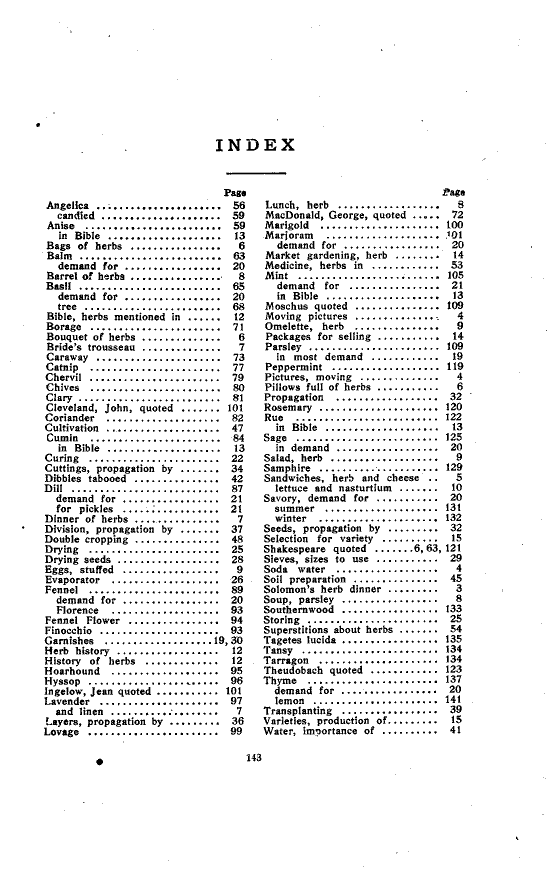 INDEX
Page
Angelica ...................... 56
candied ..................... 59
Anise ........................ 59
in Bible .................... 13
Bags of herbs ................ 6
Balm ......................... 63
demand for .................. 20
Barrel of herbs .............. 8
Basil ........................ 65
demand for .................. 20
tree ........................ 68
Bible, herbs mentioned in ...... 12
Borage ....................... 71
Bouquet of herbs .............. 6
Bride's trousseau .............. 7
Caraway ...................... 73
Catnip ....................... 77
Chervil ...................... 79
Chives ....................... 80
Clary ........................ 81
Cleveland, John, quoted ....... 101
Coriander .................... 82
Cultivation .................. 47
Cumin ........................ 84
in Bible .................... 13
Curing ....................... 22
Cuttings, propagation by ....... 34
Dibbles tabooed ............... 42
Dill ......................... 87
demand for .................. 21
for pickles ................. 21
Dinner of herbs ............... 7
Division, propagation by ....... 37
Double cropping ............... 48
Drying ....................... 25
Drying seeds .................. 28
Eggs, stuffed ................. 9
Evaporator ................... 26
Fennel ....................... 89
demand for .................. 20
Florence .................... 93
Fennel Flower ................ 94
Finocchio .................... 93
Garnishes ...................19, 30
Herb history .................. 12
History of herbs ............. 12
Hoarhound .................... 95
Hyssop ....................... 96
Ingelow, Jean quoted ........... 101
Lavender ..................... 97
and linen ................... 7
Layers, propagation by ......... 36
Lovage ....................... 99
Page
Lunch, herb .................. 8
MacDonald, George, quoted ..... 72
Marigold ..................... 100
Marjoram ..................... 101
demand for .................. 20
Market gardening, herb ........ 14
Medicine, herbs in ............ 53
Mint ......................... 105
demand for .................. 21
in Bible .................... 13
Moschus quoted ............... 109
Moving pictures ............... 4
Omelette, herb ............... 9
Packages for selling ........... 14
Parsley ...................... 109
in most demand .............. 19
Peppermint ................... 119
Pictures, moving .............. 4
Pillows full of herbs ........... 6
Propagation .................. 32
Rosemary ..................... 120
Rue .......................... 122
in Bible .................... 13
Sage ......................... 125
in demand ................... 20
Salad, herb ................... 9
Samphire ..................... 129
Sandwiches, herb and cheese .. 5
lettuce and nasturtium ....... 10
Savory, demand for ........... 20
summer ...................... 131
winter ...................... 132
Seeds, propagation by ......... 32
Selection for variety .......... 15
Shakespeare quoted .......6, 63, 121
Sieves, sizes to use ........... 29
Soda water ................... 4
Soil preparation ............... 45
Solomon's herb dinner ......... 3
Soup, parsley ................. 8
Southernwood ................. 133
Storing ...................... 25
Superstitions about herbs ....... 54
Tagetes lucida ................ 135
Tansy ........................ 134
Tarragon ..................... 134
Theudobach quoted ............ 123
Thyme ........................ 137
demand for .................. 20
lemon ....................... 141
Transplanting ................. 39
Varieties, production of......... 15
Water, importance of .......... 41
143